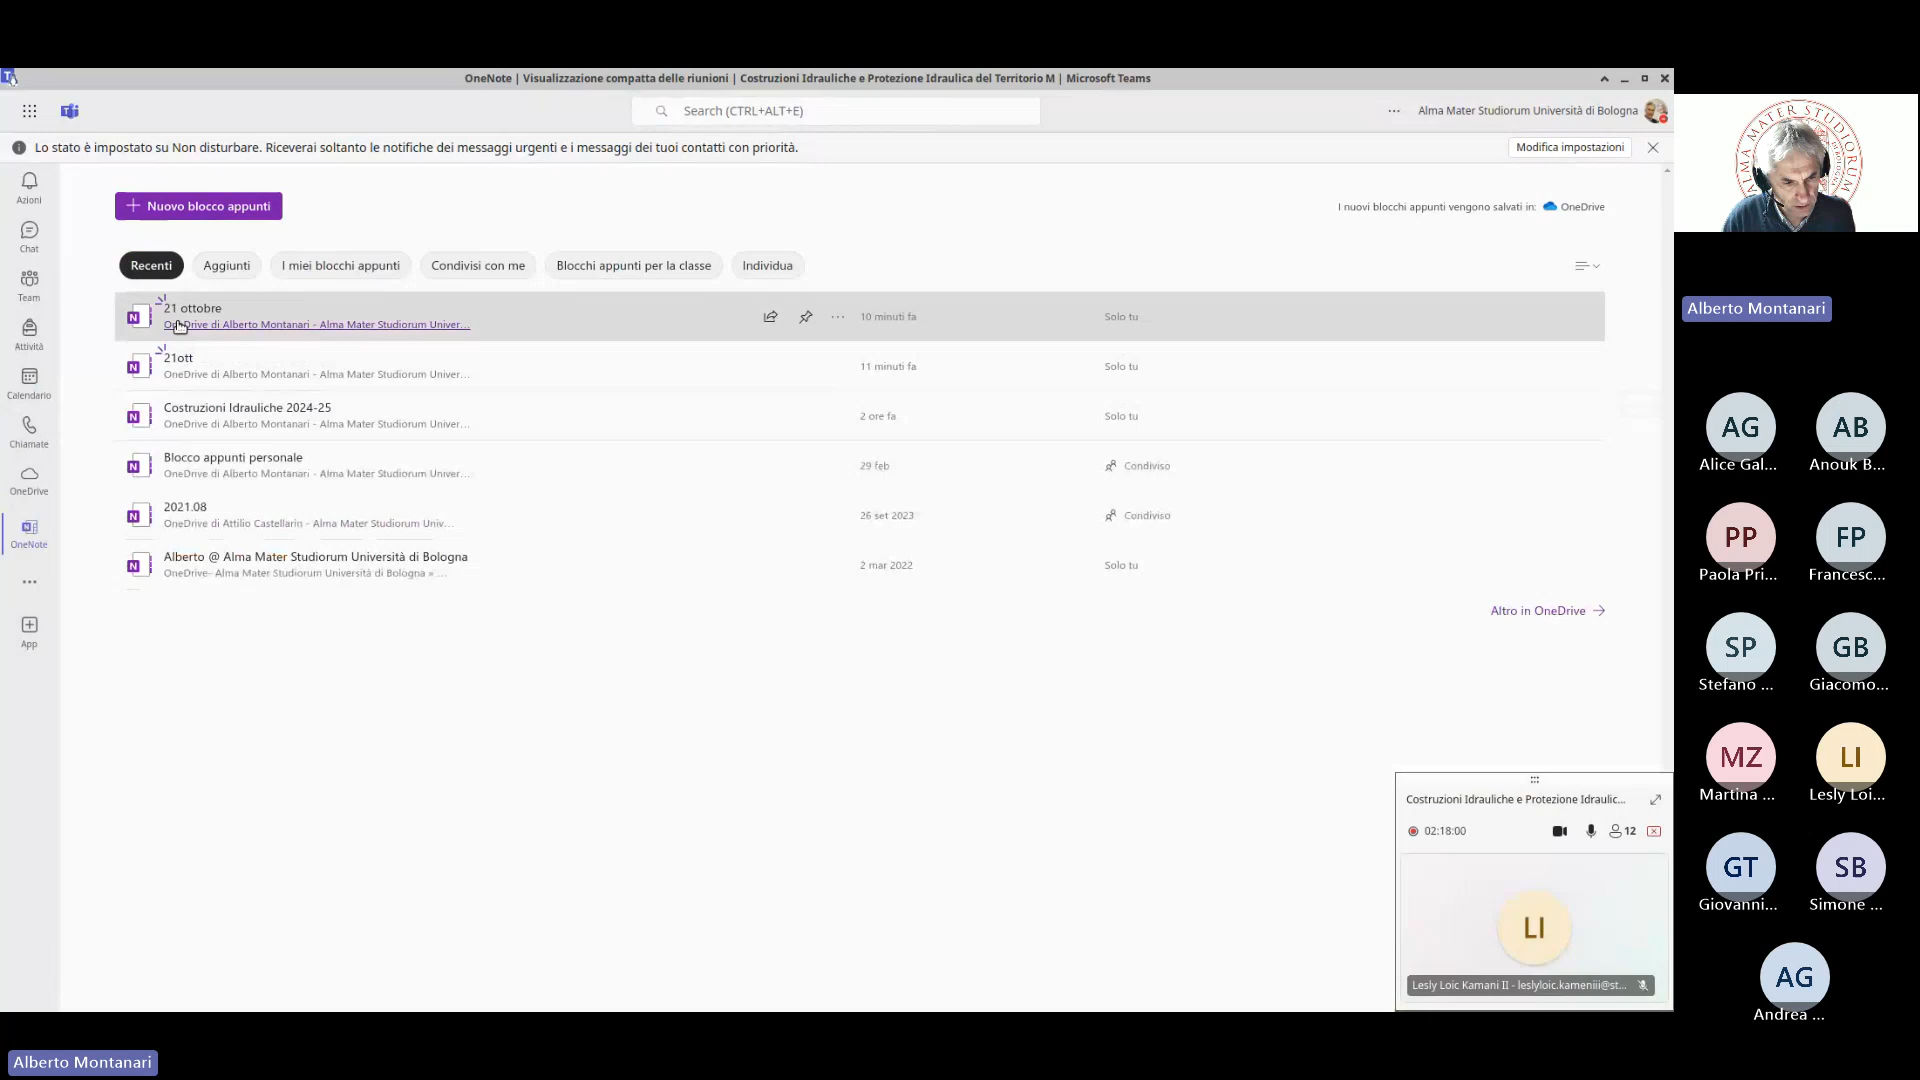 OneNote | Visualizzazione compatta delle riunioni | Costruzioni Idrauliche e Protezione Idraulica del Territorio M | Microsoft Teams
Search (CTRL+ALT+E)
Alma Mater Studiorum Università di Bologna
Lo stato è impostato su Non disturbare. Riceverai soltanto le notifiche dei messaggi urgenti e i messaggi dei tuoi contatti con priorità.
Modifica impostazioni
Azioni
Chat
Team
Attività
Calendario
Chiamate
OneDrive
OneNote
App
Nuovo blocco appunti
I nuovi blocchi appunti vengono salvati in: OneDrive
Recenti
Aggiunti
I miei blocchi appunti
Condivisi con me
Blocchi appunti per la classe
Individua
21 ottobre
OneDrive di Alberto Montanari - Alma Mater Studiorum Univer...
10 minuti fa
Solo tu
21ott
OneDrive di Alberto Montanari - Alma Mater Studiorum Univer...
11 minuti fa
Solo tu
Costruzioni Idrauliche 2024-25
OneDrive di Alberto Montanari - Alma Mater Studiorum Univer...
2 ore fa
Solo tu
Blocco appunti personale
OneDrive di Alberto Montanari - Alma Mater Studiorum Univer...
29 feb
Condiviso
2021.08
OneDrive di Attilio Castellarin - Alma Mater Studiorum Univ...
26 set 2023
Condiviso
Alberto @ Alma Mater Studiorum Università di Bologna
OneDrive- Alma Mater Studiorum Università di Bologna » ...
2 mar 2022
Solo tu
Altro in OneDrive
Costruzioni Idrauliche e Protezione Idraulic...
02:18:00
12
LI
Lesly Loic Kamani II - leslyloic.kameniii@st...
ALMA MATER STUDIORUM
Alberto Montanari
AG
Alice Gal...
AB
Anouk B...
PP
Paola Pri...
FP
Francesc...
SP
Stefano ...
GB
Giacomo...
MZ
Martina ...
LI
Lesly Loi...
GT
Giovanni...
SB
Simone ...
AG
Andrea ...
Alberto Montanari